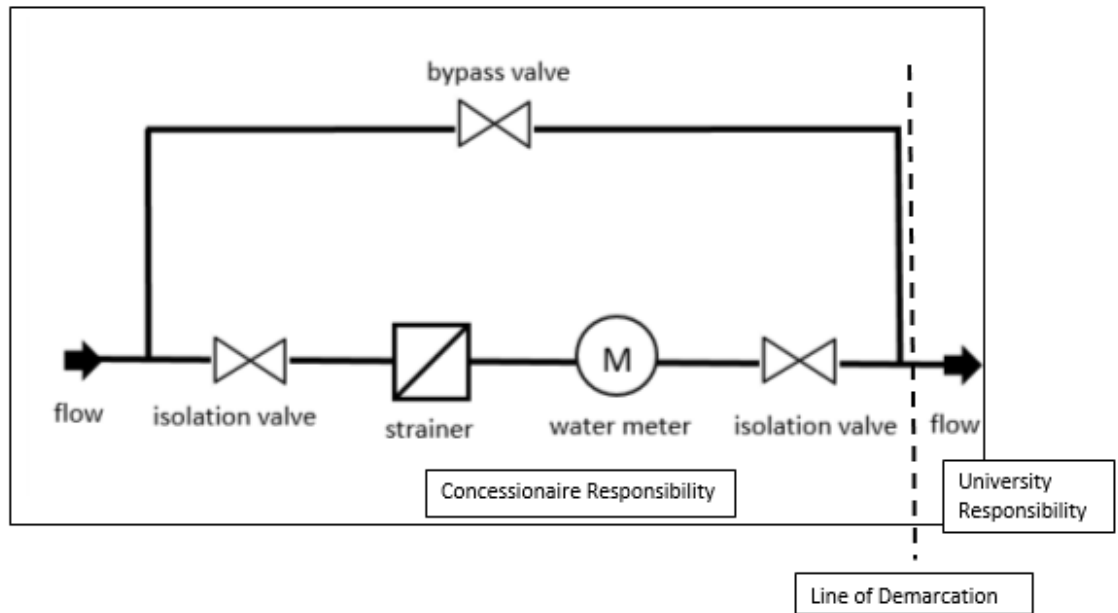 bypass valve
flow
isolation valve
strainer
M
water meter
isolation valve
flow
Concessionaire Responsibility
University
Responsibility
Line of Demarcation